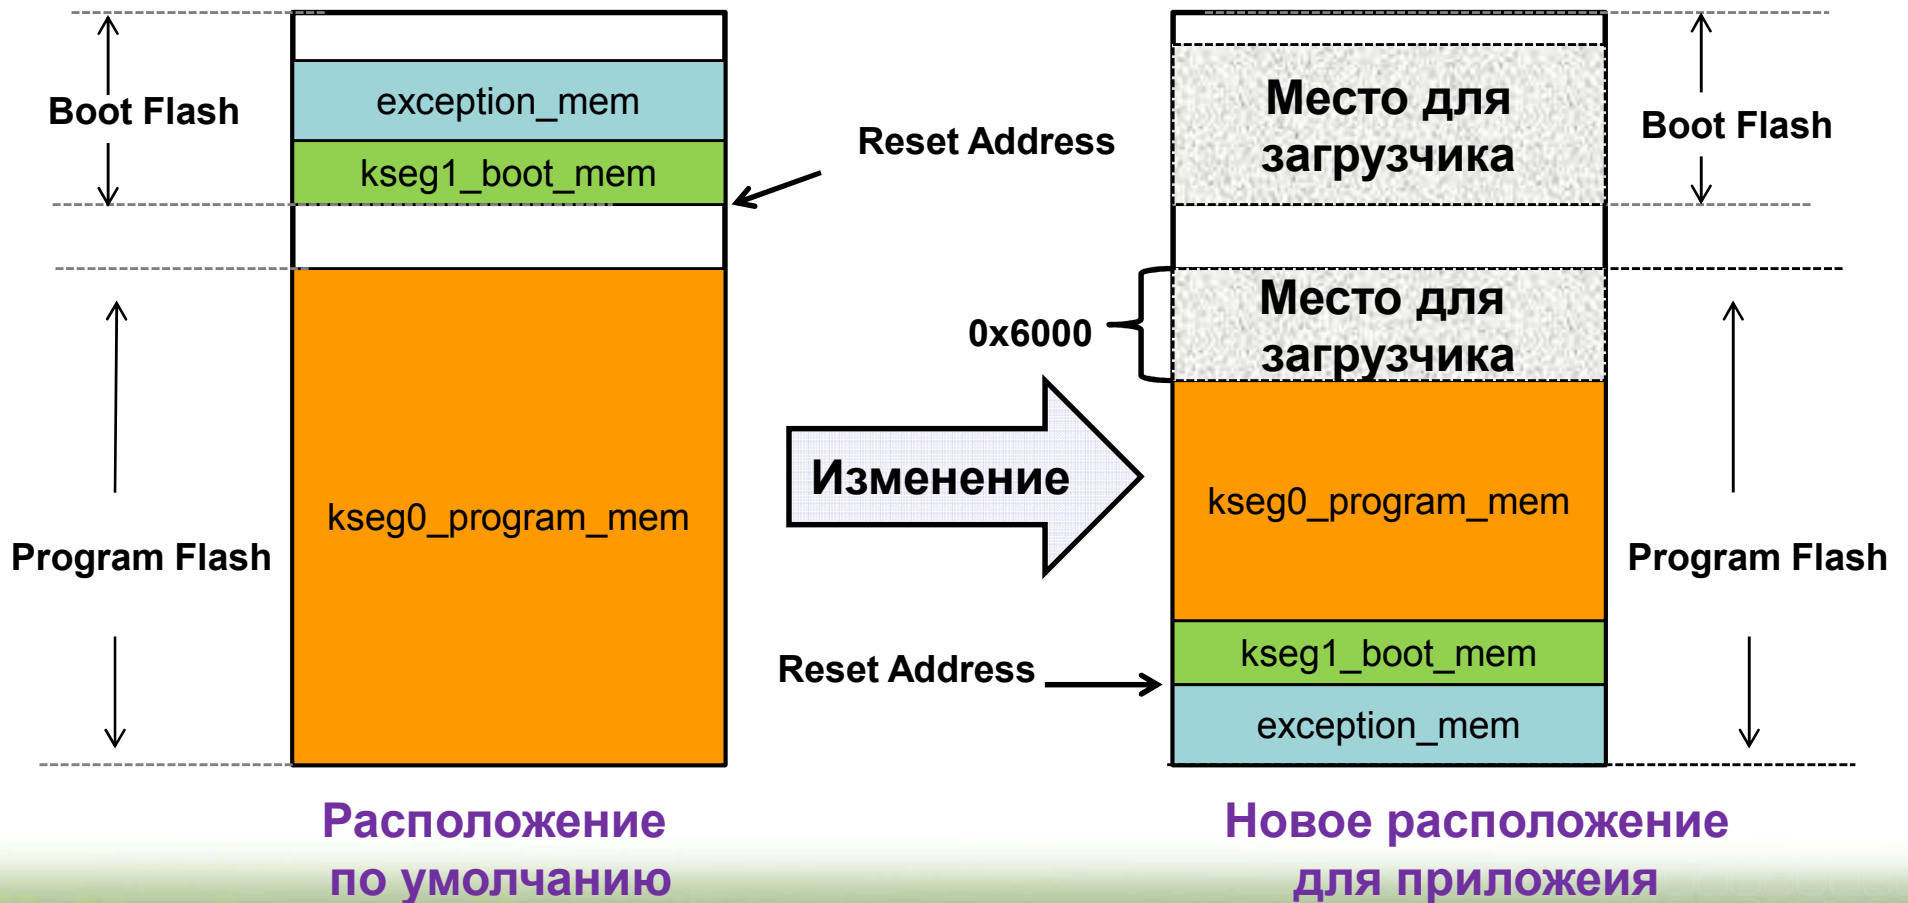 Boot Flash
exception_mem
kseg1_boot_mem
Reset Address
Program Flash
kseg0_program_mem
Расположение
по умолчанию
Изменение
Место для
загрузчика
Boot Flash
0x6000
Место для
загрузчика
kseg0_program_mem
Program Flash
Reset Address
kseg1_boot_mem
exception_mem
Новое расположение
для приложеия